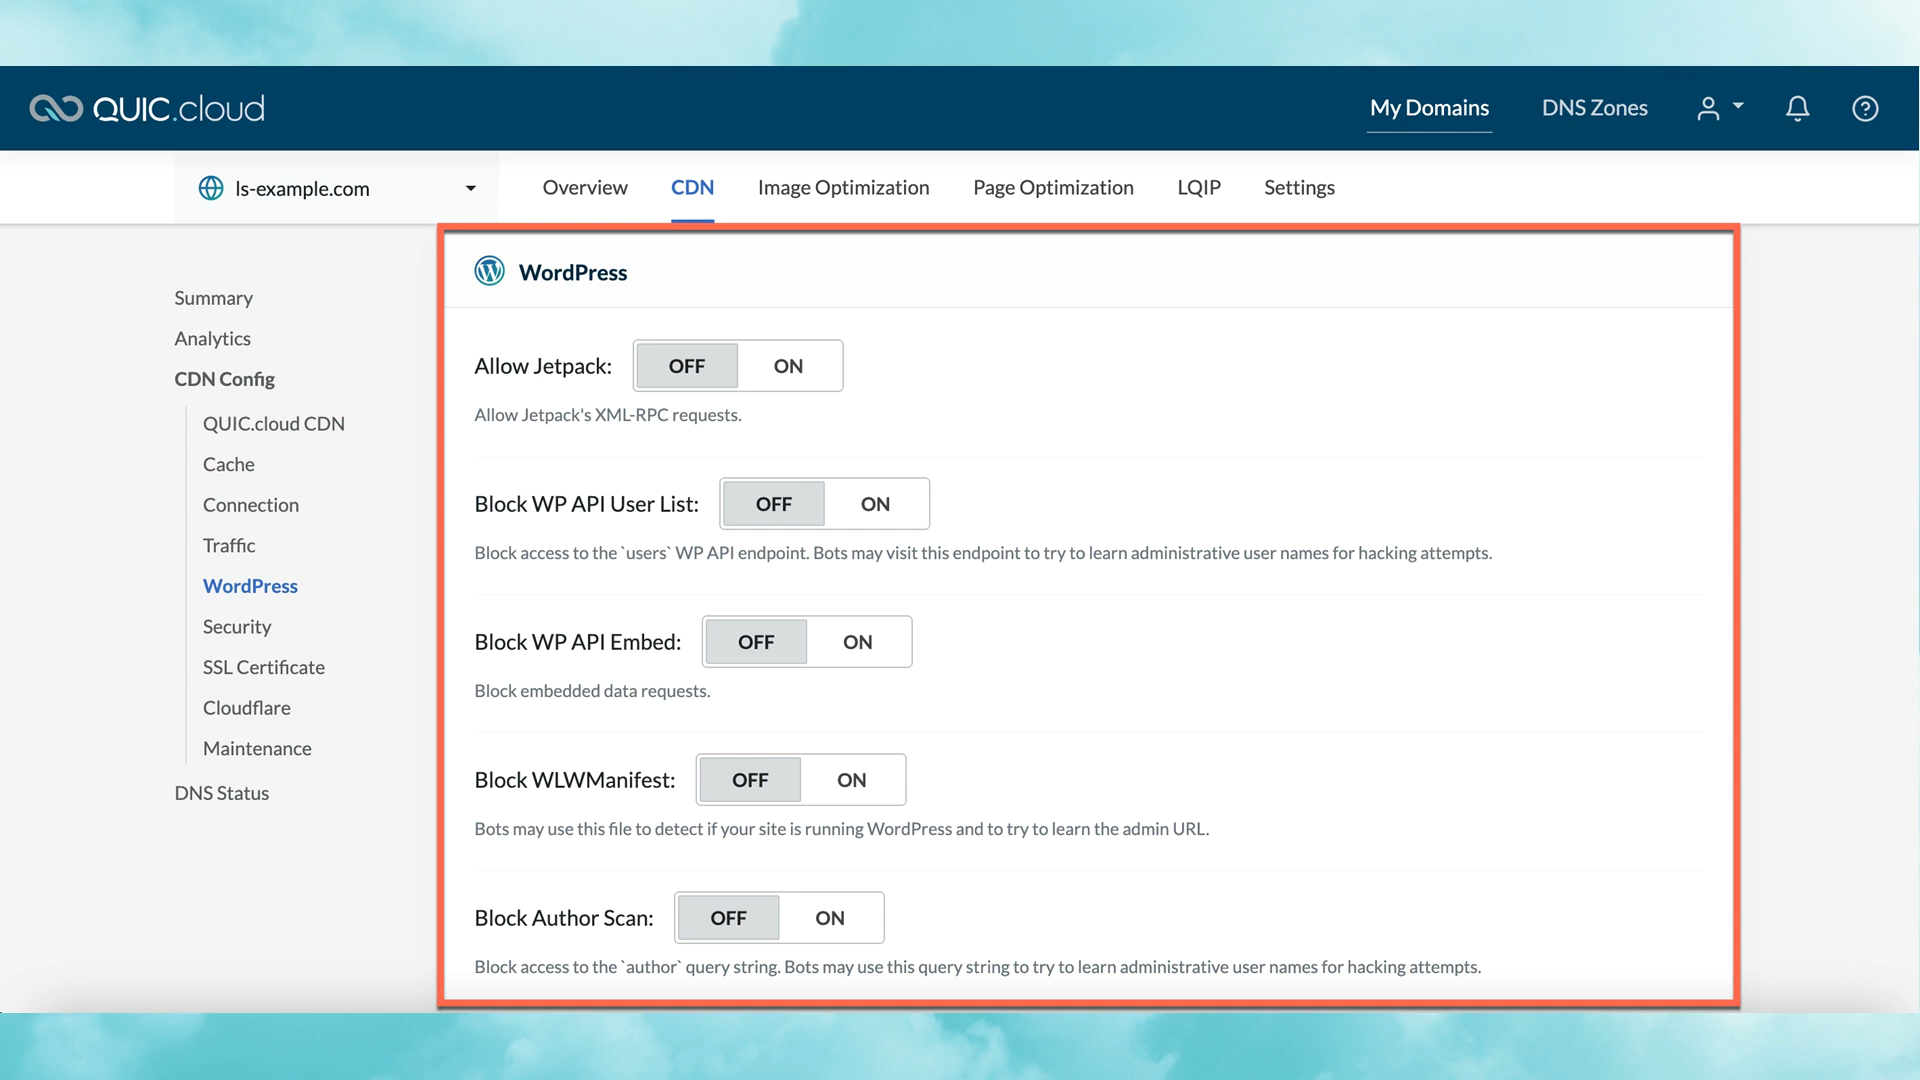 QUIC.cloud
My Domains
DNS Zones
ls-example.com
Overview
CDN
Image Optimization
Page Optimization
LQIP
Settings
Summary
Analytics
CDN Config
QUIC.cloud CDN
Cache
Connection
Traffic
WordPress
Security
SSL Certificate
Cloudflare
Maintenance
DNS Status
WordPress
Allow Jetpack: OFF ON
Allow Jetpack's XML-RPC requests.
Block WP API User List: OFF ON
Block access to the `users` WP API endpoint. Bots may visit this endpoint to try to learn administrative user names for hacking attempts.
Block WP API Embed: OFF ON
Block embedded data requests.
Block WLWManifest: OFF ON
Bots may use this file to detect if your site is running WordPress and to try to learn the admin URL.
Block Author Scan: OFF ON
Block access to the `author` query string. Bots may use this query string to try to learn administrative user names for hacking attempts.